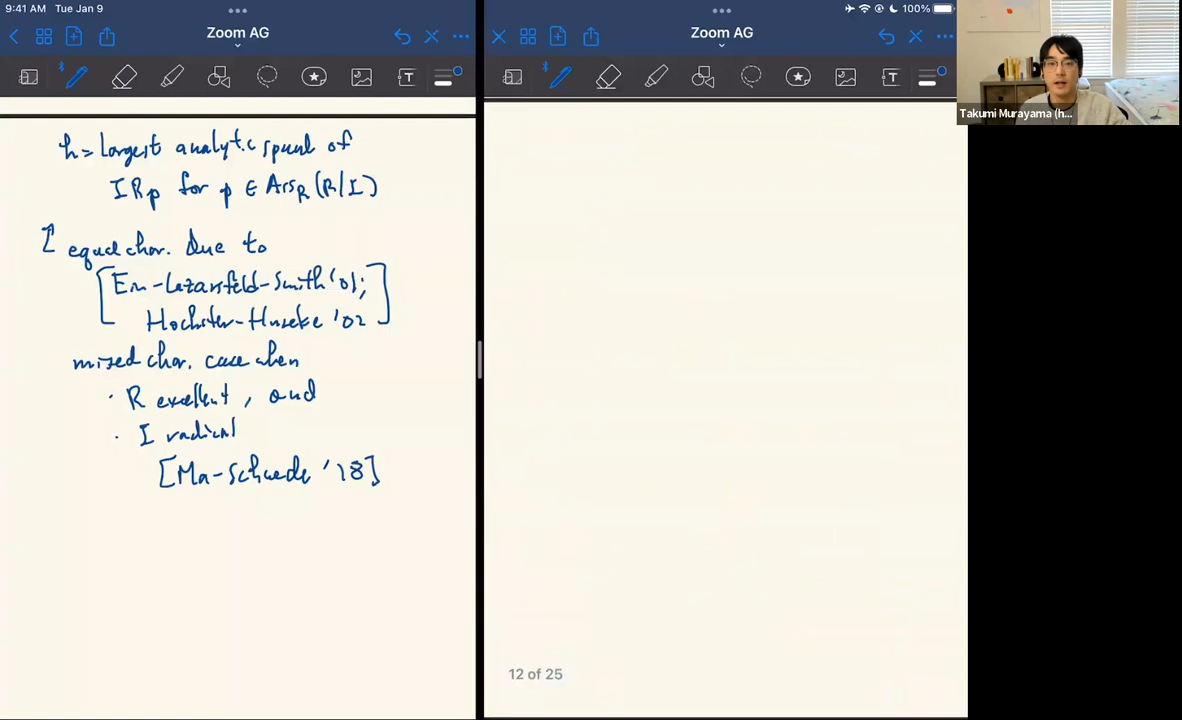 9:41 AM Tue Jan 9
100%
Zoom AG
Zoom AG
Takumi Murayama (h...
h = largest analytic spread of
IR_p for p ∈ Ass_R (R/I)
equal char. Due to
[Ein-Lazarsfeld-Smith '01;
Hochster-Huneke '02]
mixed char. case when
· R excellent, and
· I radical
[Ma-Schwede '18]
12 of 25